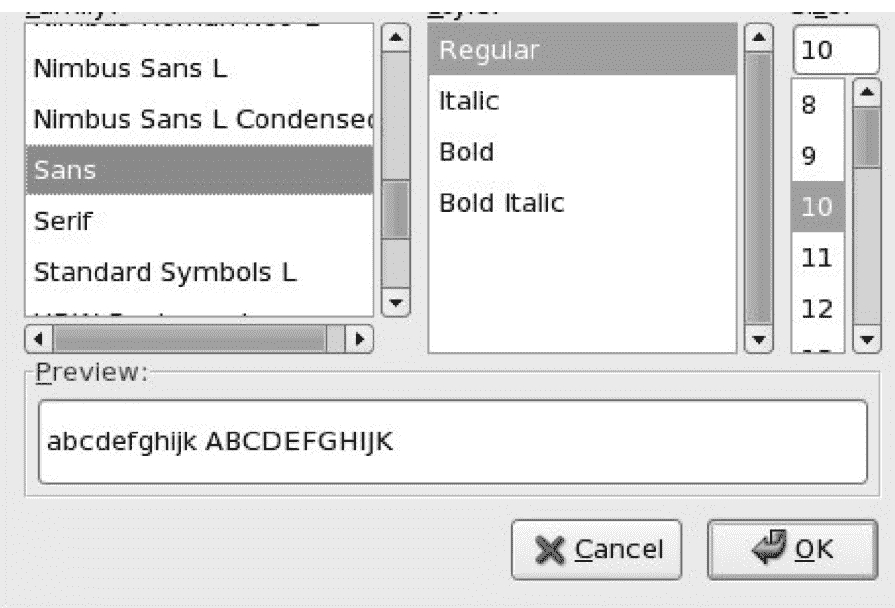 Nimbus Sans L
Nimbus Sans L Condensed
Sans
Serif
Standard Symbols L
Regular
Italic
Bold
Bold Italic
10
8
9
10
11
12
Preview:
abcdefghijk ABCDEFGHIJK
Cancel
OK